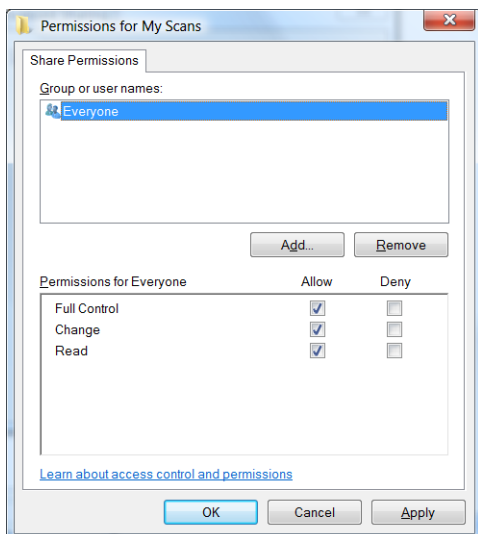 Permissions for My Scans
Share Permissions
Group or user names:
Everyone
Add... Remove
Permissions for Everyone Allow Deny
Full Control
Change
Read
Learn about access control and permissions
OK Cancel Apply